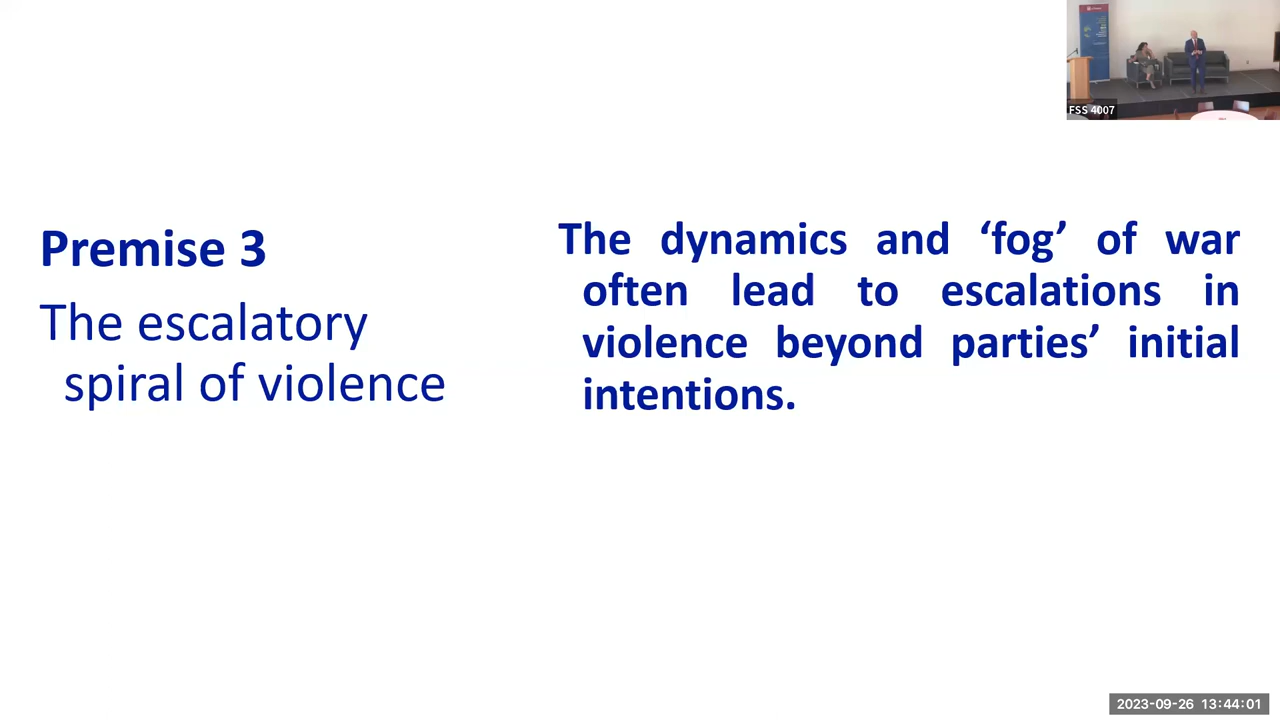 FSS 4007
Premise 3
The escalatory
spiral of violence
The dynamics and ‘fog’ of war
often lead to escalations in
violence beyond parties’ initial
intentions.
2023-09-26 13:44:01